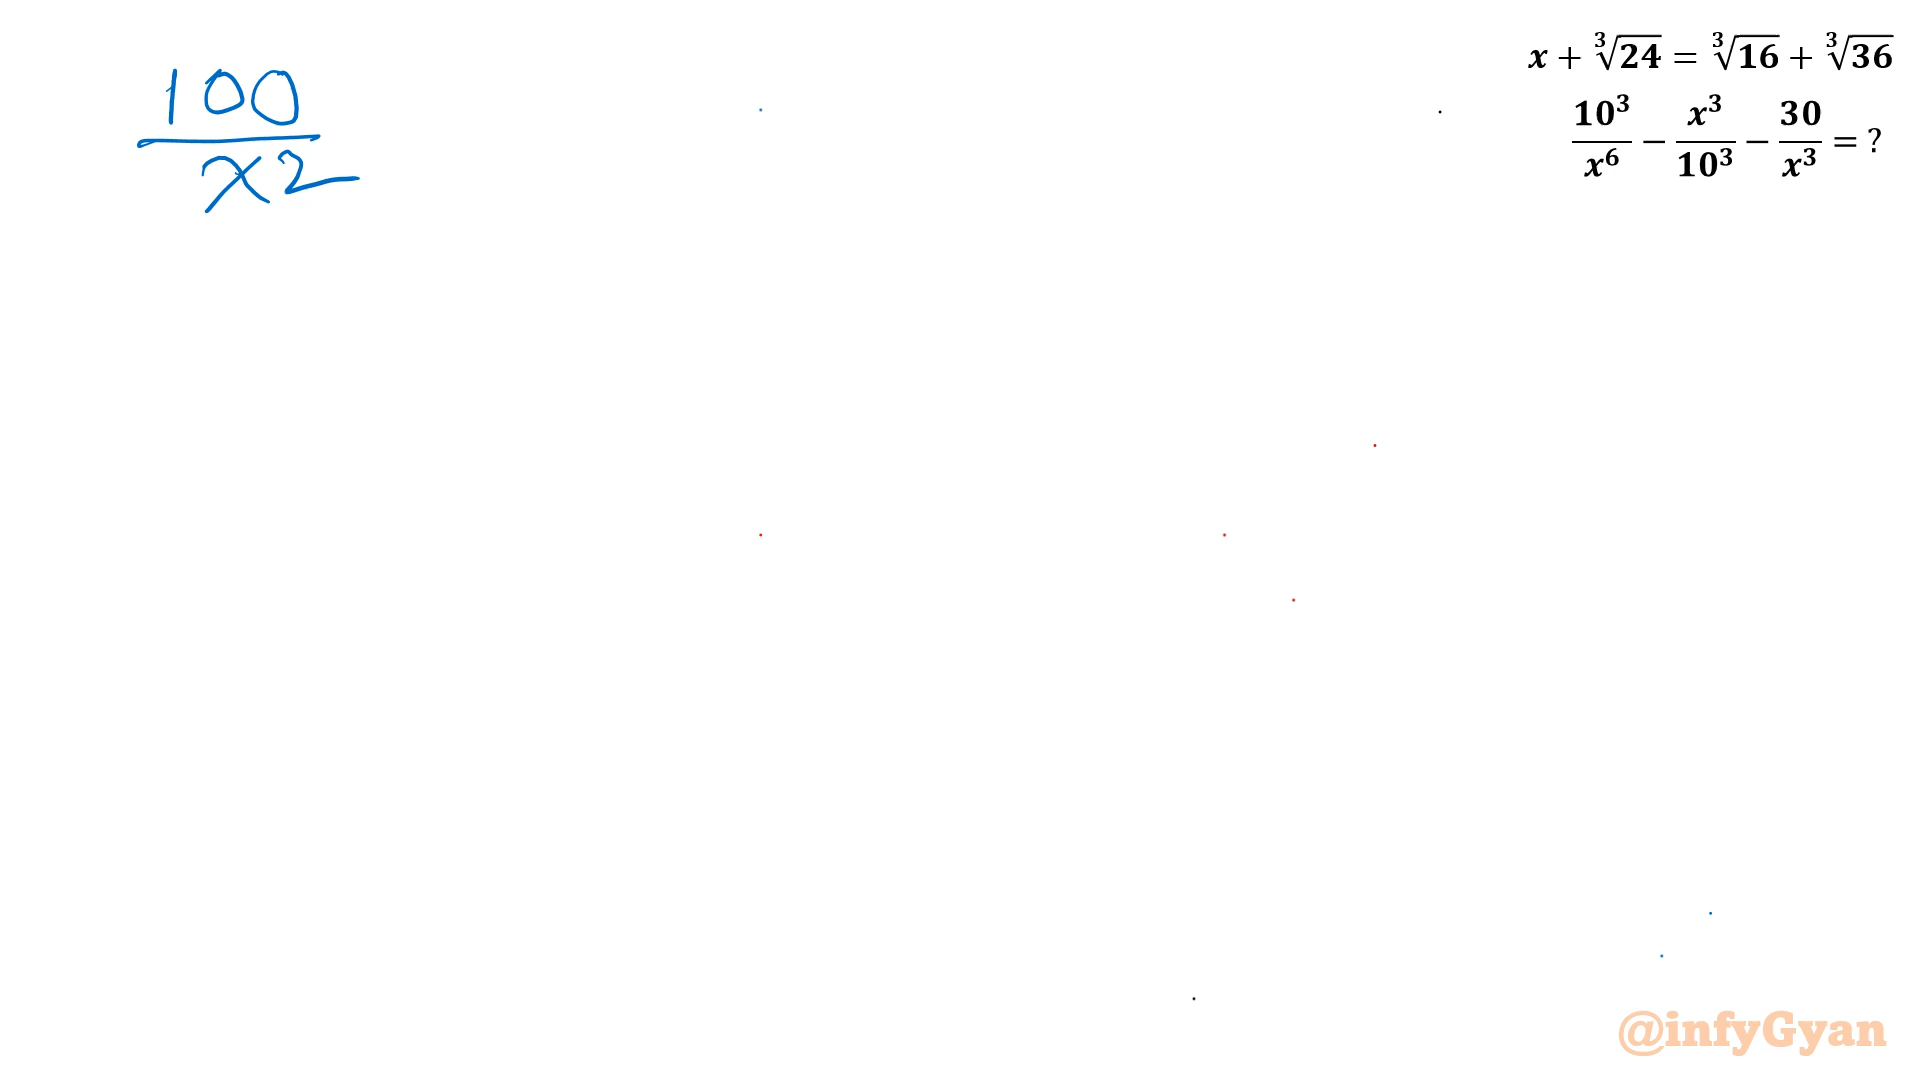 x + ∛24 = ∛16 + ∛36
10³/x⁶ − x³/10³ − 30/x³ = ?
100
x2
@infyGyan